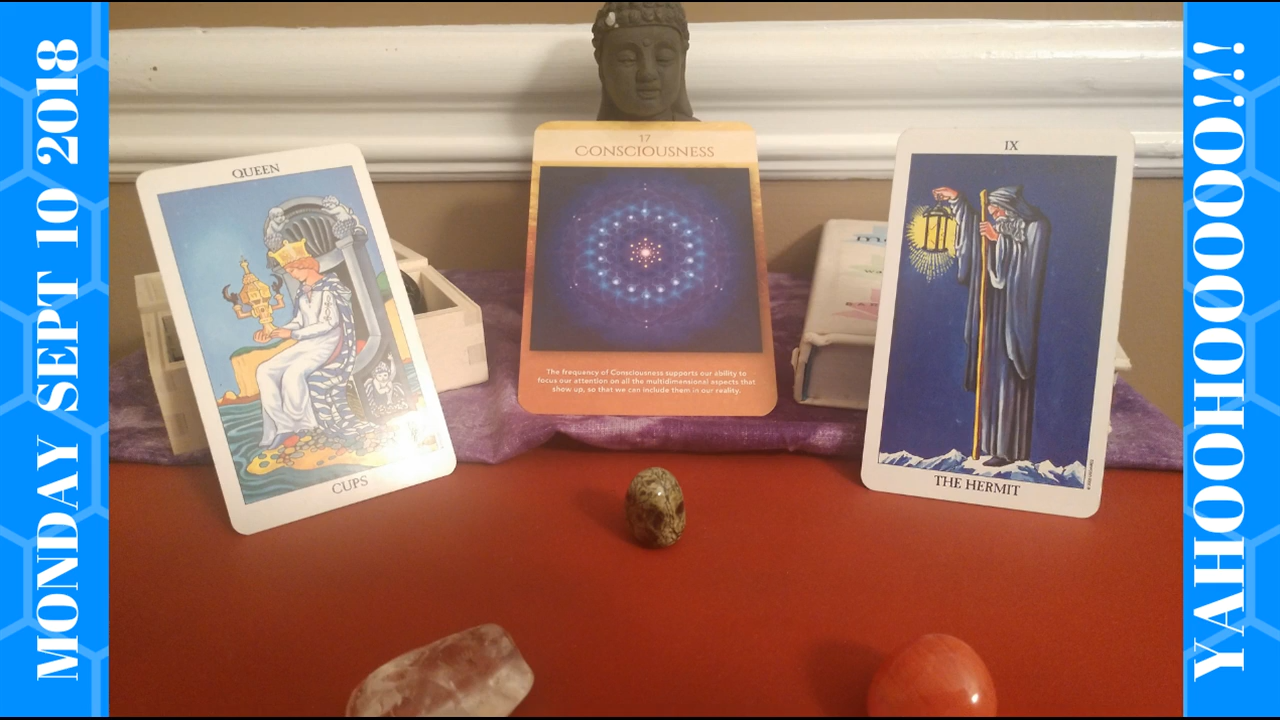 MONDAY SEPT 10 2018
QUEEN
CUPS
17
CONSCIOUSNESS
The frequency of Consciousness supports our ability to
focus our attention on all the multidimensional aspects that
show up, so that we can include them in our reality.
IX
THE HERMIT
YAHOOOHOOOOOOO!!!